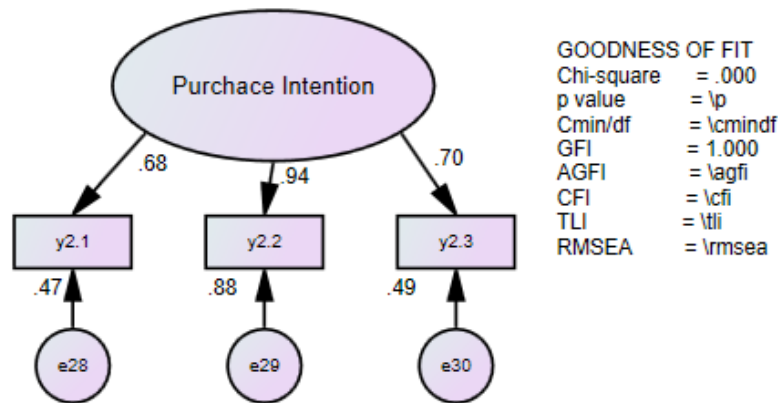 Purchace Intention
.68
.94
.70
y2.1
y2.2
y2.3
.47
.88
.49
e28
e29
e30
GOODNESS OF FIT
Chi-square = .000
p value = \p
Cmin/df = \cmindf
GFI = 1.000
AGFI = \agfi
CFI = \cfi
TLI = \tli
RMSEA = \rmsea